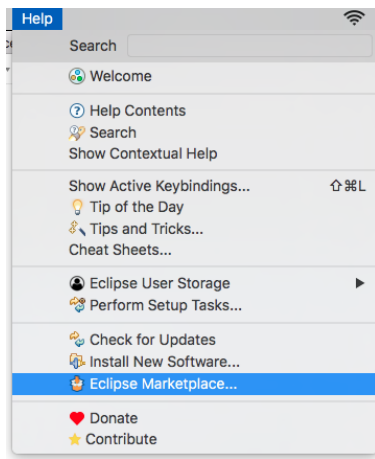 Help
Search
Welcome
Help Contents
Search
Show Contextual Help
Show Active Keybindings... ⇧⌘L
Tip of the Day
Tips and Tricks...
Cheat Sheets...
Eclipse User Storage
Perform Setup Tasks...
Check for Updates
Install New Software...
Eclipse Marketplace...
Donate
Contribute